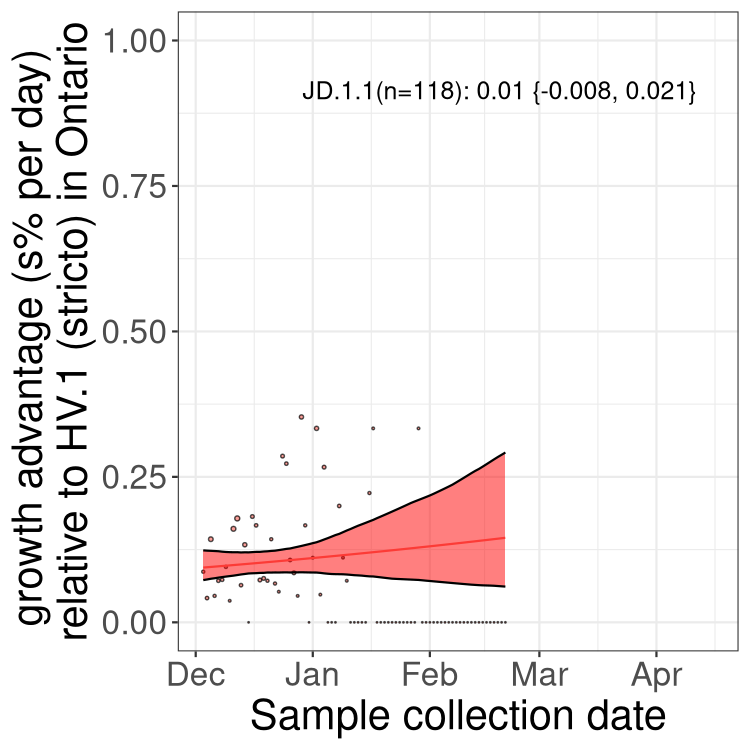 growth advantage (s% per day)
relative to HV.1 (stricto) in Ontario
1.00
0.75
0.50
0.25
0.00
JD.1.1(n=118): 0.01 {-0.008, 0.021}
Dec Jan Feb Mar Apr
Sample collection date